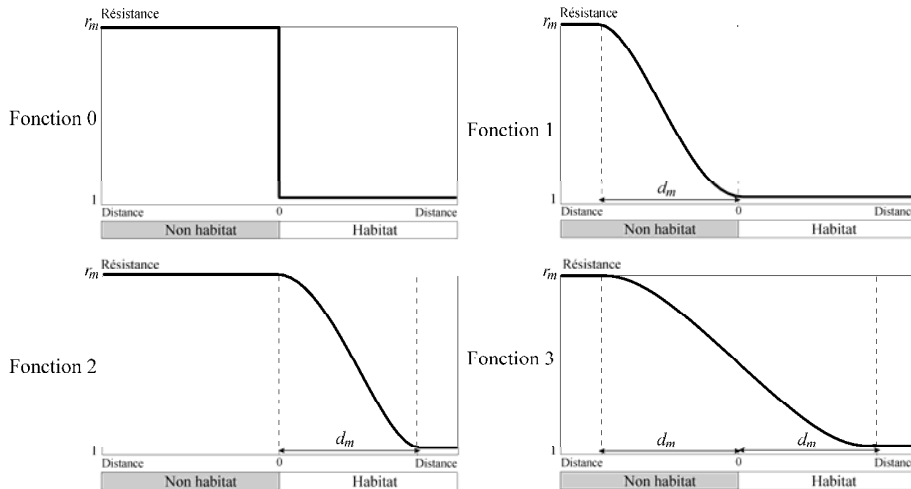 Résistance
r_m
Fonction 0
1
Distance 0 Distance
Non habitat Habitat
Résistance
r_m
Fonction 1
d_m
1
Distance 0 Distance
Non habitat Habitat
Résistance
r_m
Fonction 2
d_m
1
Distance 0 Distance
Non habitat Habitat
Résistance
r_m
Fonction 3
d_m d_m
1
Distance 0 Distance
Non habitat Habitat